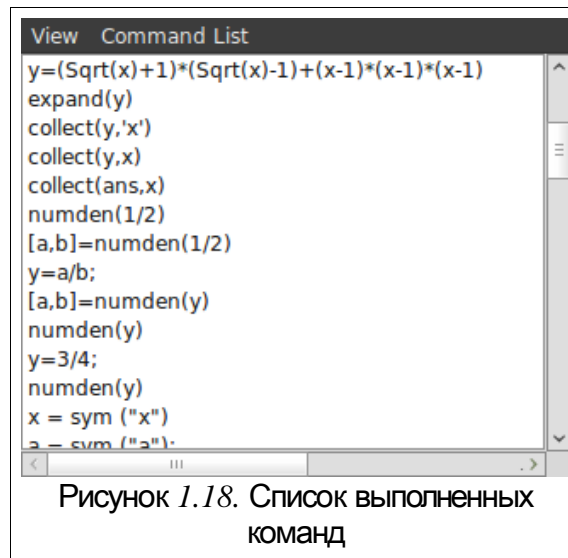 View Command List
y=(Sqrt(x)+1)*(Sqrt(x)-1)+(x-1)*(x-1)*(x-1)
expand(y)
collect(y,'x')
collect(y,x)
collect(ans,x)
numden(1/2)
[a,b]=numden(1/2)
y=a/b;
[a,b]=numden(y)
numden(y)
y=3/4;
numden(y)
x = sym ("x")
a = sym ("a");
Рисунок 1.18. Список выполненных
команд